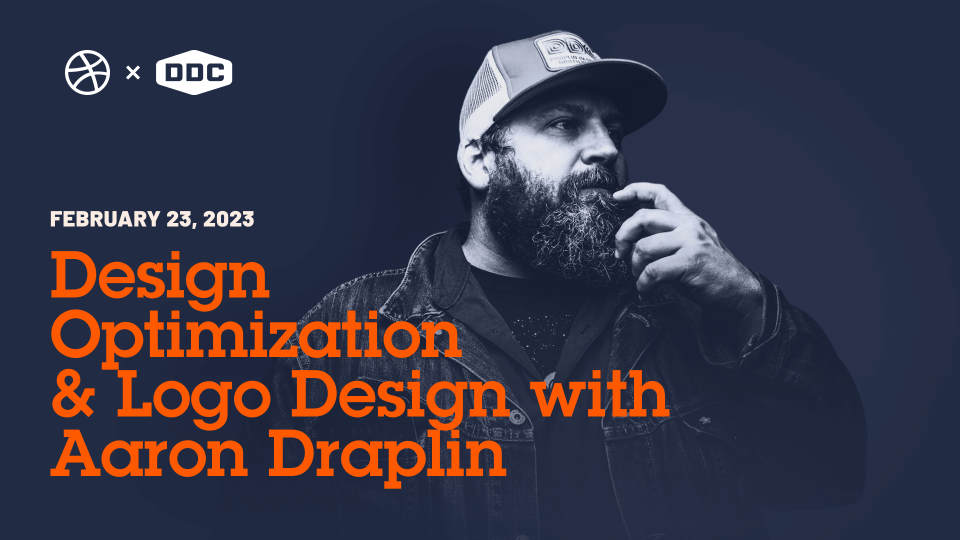 × DDC
FEBRUARY 23, 2023
Design
Optimization
& Logo Design with
Aaron Draplin